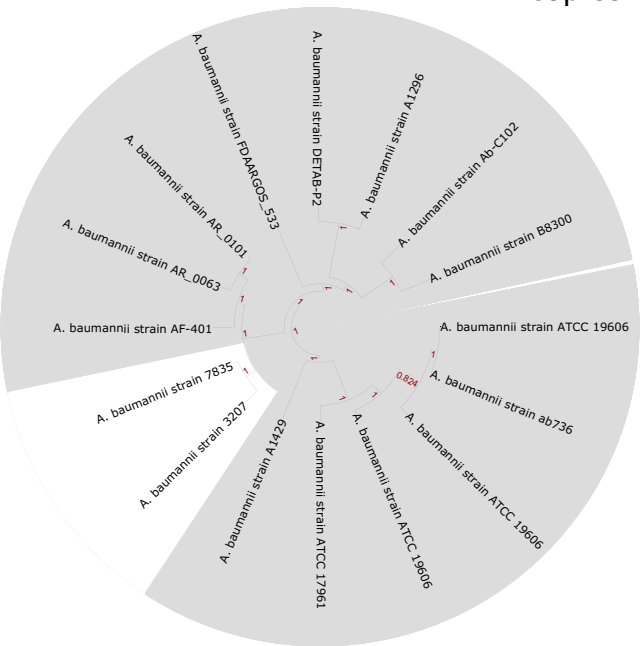 A. baumannii strain FDAARGOS_533
A. baumannii strain DETAB-P2
A. baumannii strain A1296
A. baumannii strain Ab-C102
A. baumannii strain B8300
A. baumannii strain ATCC 19606
A. baumannii strain ab736
A. baumannii strain ATCC 19606
A. baumannii strain ATCC 19606
A. baumannii strain ATCC 17961
A. baumannii strain A1429
A. baumannii strain 3207
A. baumannii strain 7835
A. baumannii strain AF-401
A. baumannii strain AR_0063
A. baumannii strain AR_0101
1
1
1
1
1
1
1
1
1
1
1
1
0.824
1
1